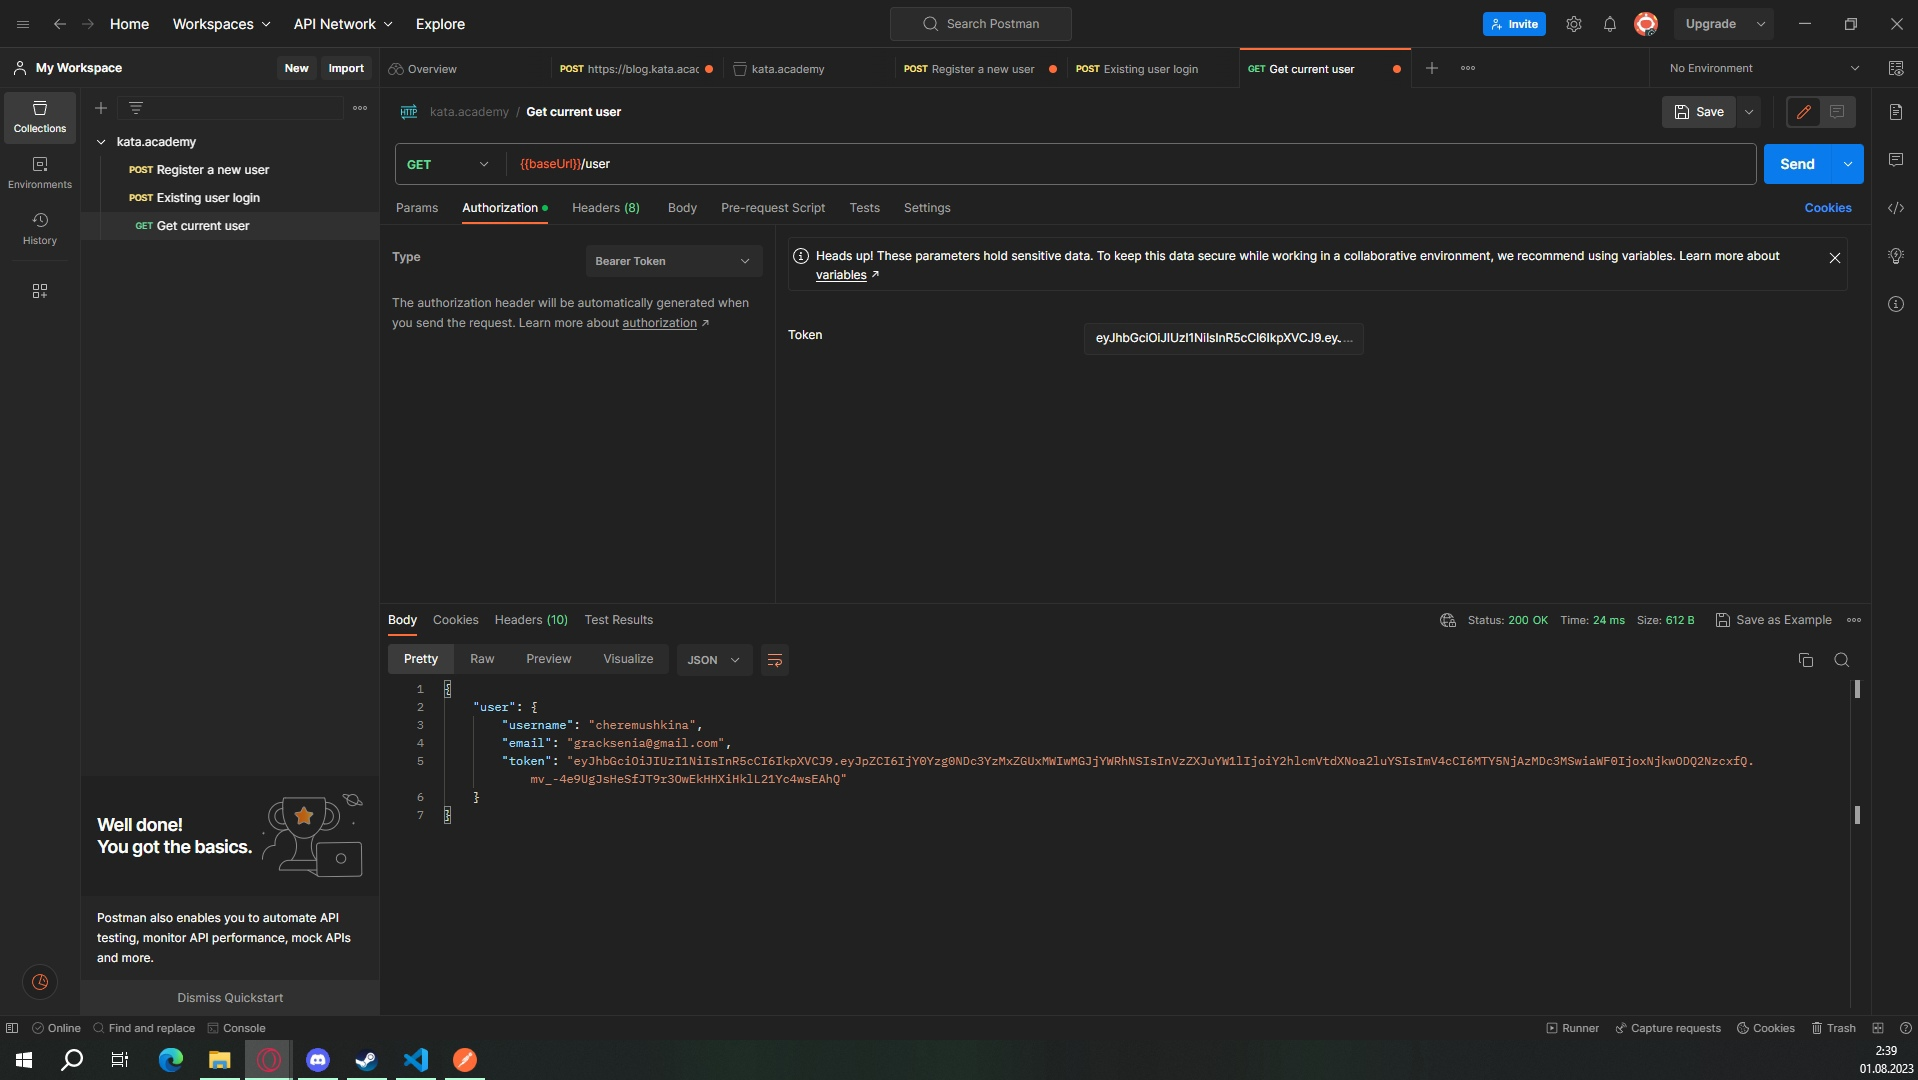 Home
Workspaces
API Network
Explore
Search Postman
Invite
Upgrade
My Workspace
New
Import
Overview
POST https://blog.kata.acac
kata.academy
POST Register a new user
POST Existing user login
GET Get current user
No Environment
Collections
Environments
History
kata.academy
POST Register a new user
POST Existing user login
GET Get current user
HTTP kata.academy / Get current user
Save
GET
{{baseUrl}}/user
Send
Params
Authorization
Headers (8)
Body
Pre-request Script
Tests
Settings
Cookies
Type
Bearer Token
The authorization header will be automatically generated when
you send the request. Learn more about authorization ↗
Heads up! These parameters hold sensitive data. To keep this data secure while working in a collaborative environment, we recommend using variables. Learn more about
variables ↗
Token
eyJhbGciOiJIUzI1NiIsInR5cCI6IkpXVCJ9.ey. ...
Body
Cookies
Headers (10)
Test Results
Status: 200 OK
Time: 24 ms
Size: 612 B
Save as Example
Pretty
Raw
Preview
Visualize
JSON
1 {
2 "user": {
3 "username": "cheremushkina",
4 "email": "gracksenia@gmail.com",
5 "token": "eyJhbGciOiJIUzI1NiIsInR5cCI6IkpXVCJ9.
6 }
7 }
Well done!
You got the basics.
Postman also enables you to automate API
testing, monitor API performance, mock APIs
and more.
Dismiss Quickstart
Online
Find and replace
Console
Runner
Capture requests
Cookies
Trash
2:39
01.08.2023